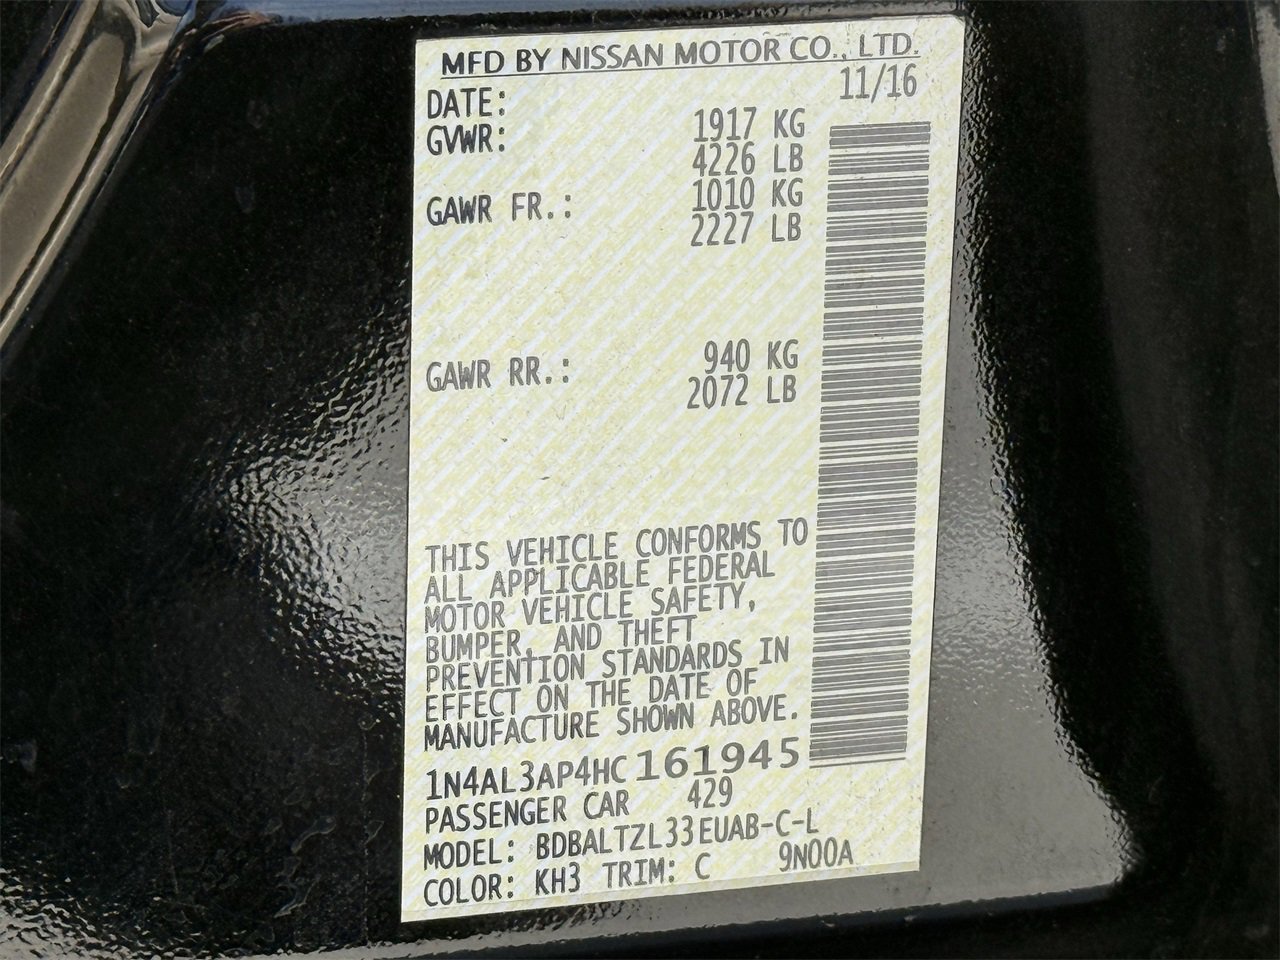 MFD BY NISSAN MOTOR CO., LTD.
DATE: 11/16
GVWR: 1917 KG
4226 LB
GAWR FR.: 1010 KG
2227 LB
GAWR RR.: 940 KG
2072 LB
THIS VEHICLE CONFORMS TO
ALL APPLICABLE FEDERAL
MOTOR VEHICLE SAFETY,
BUMPER, AND THEFT
PREVENTION STANDARDS IN
EFFECT ON THE DATE OF
MANUFACTURE SHOWN ABOVE.
1N4AL3AP4HC161945
PASSENGER CAR 429
MODEL: BDBALTZL33EUAB-C-L
COLOR: KH3 TRIM: C 9N00A